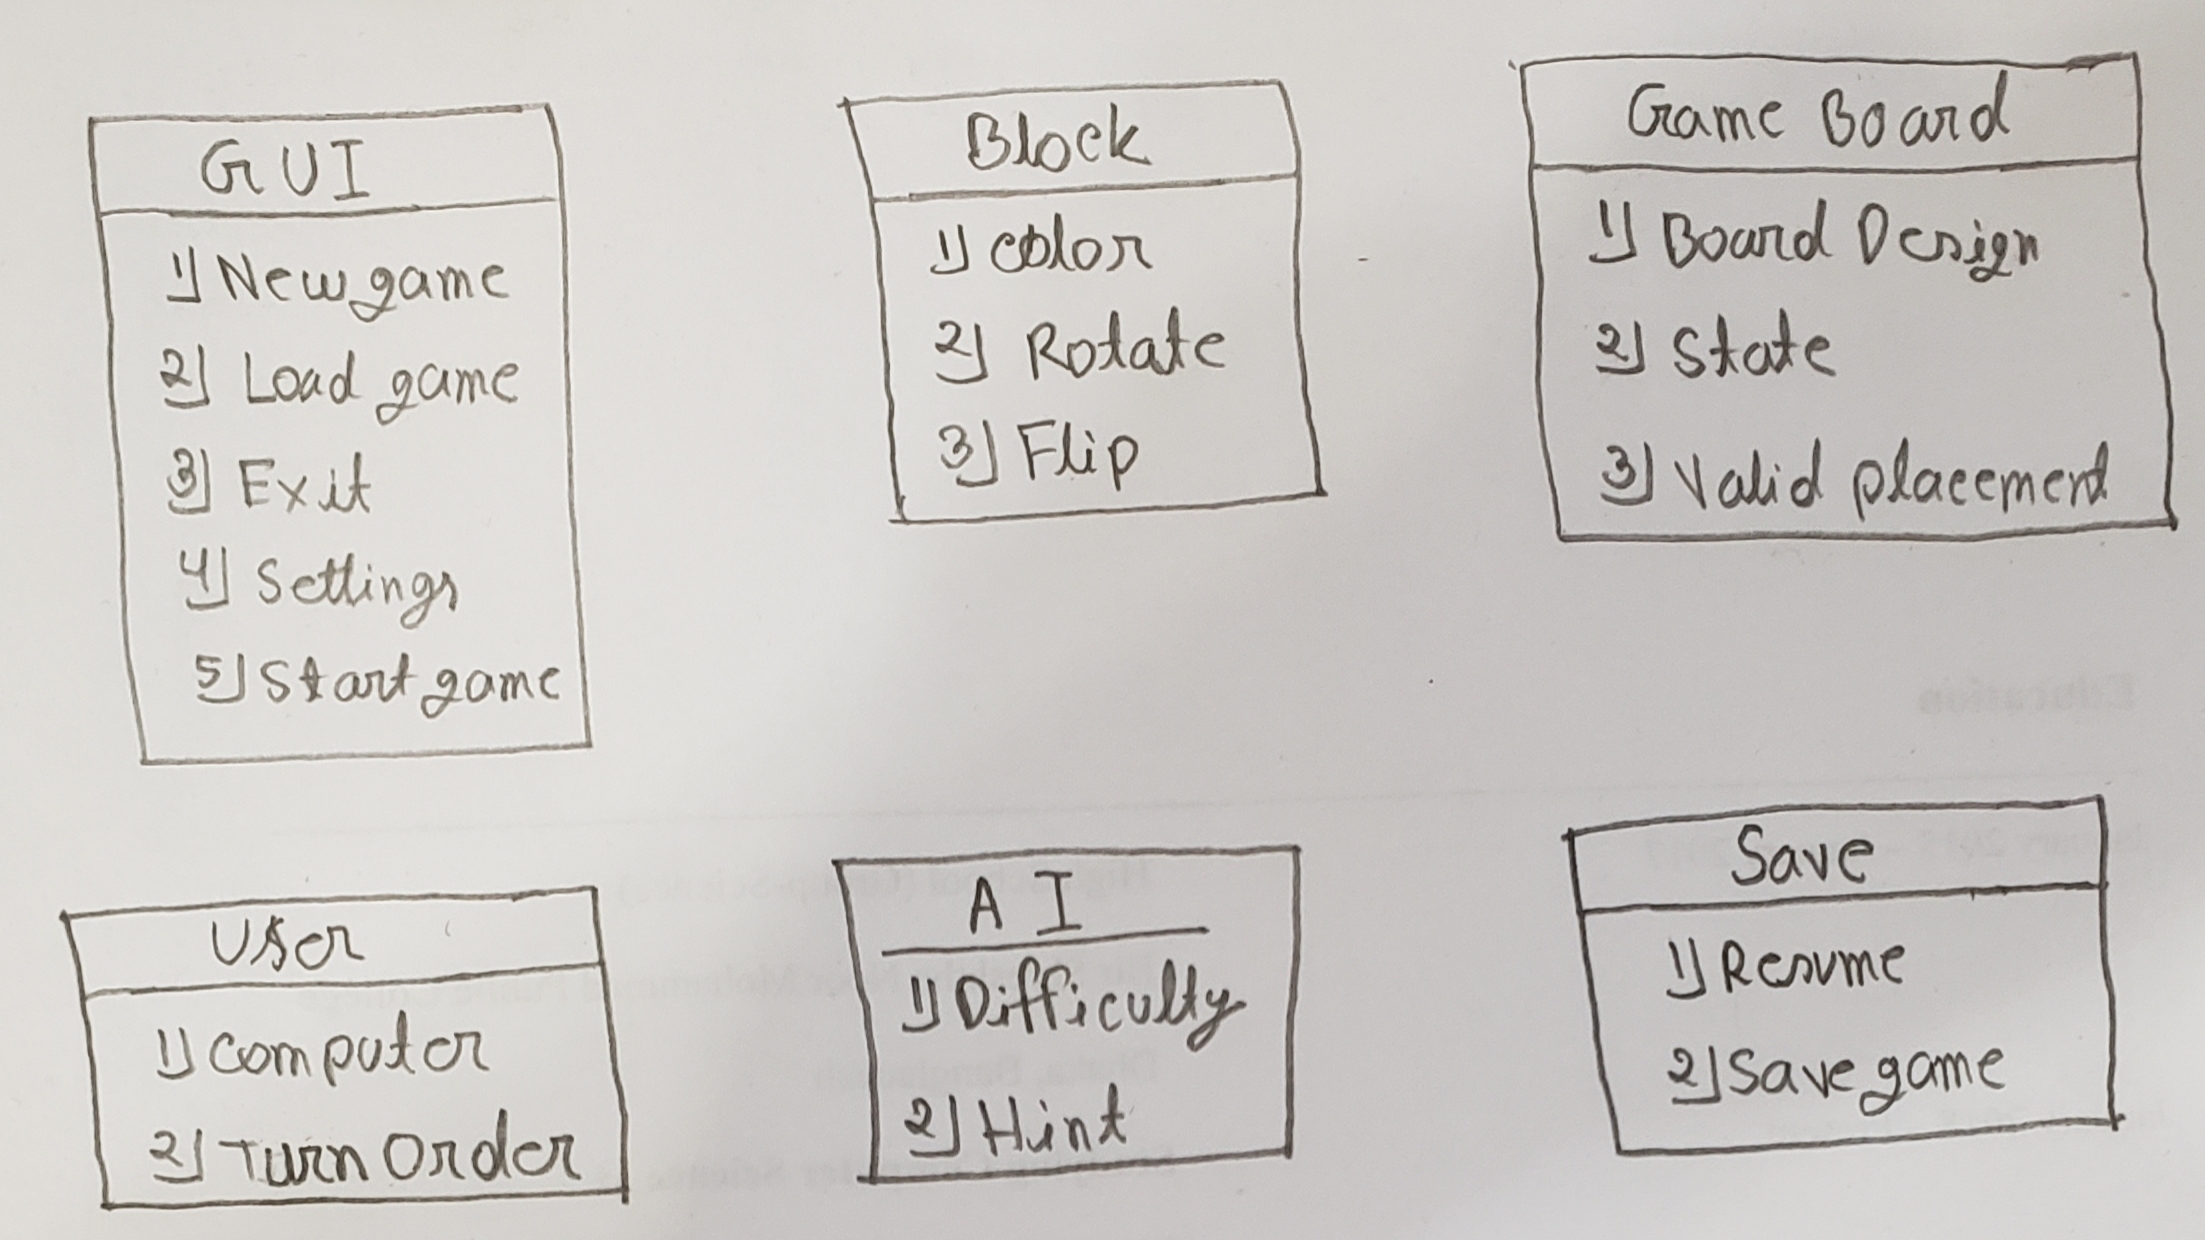 GUI
1) New game
2) Load game
3) Exit
4) Settings
5) Start game
Block
1) Color
2) Rotate
3) Flip
Game Board
1) Board Design
2) State
3) Valid placement
User
1) Computer
2) Turn Order
AI
1) Difficulty
2) Hint
Save
1) Resume
2) Save game
Education